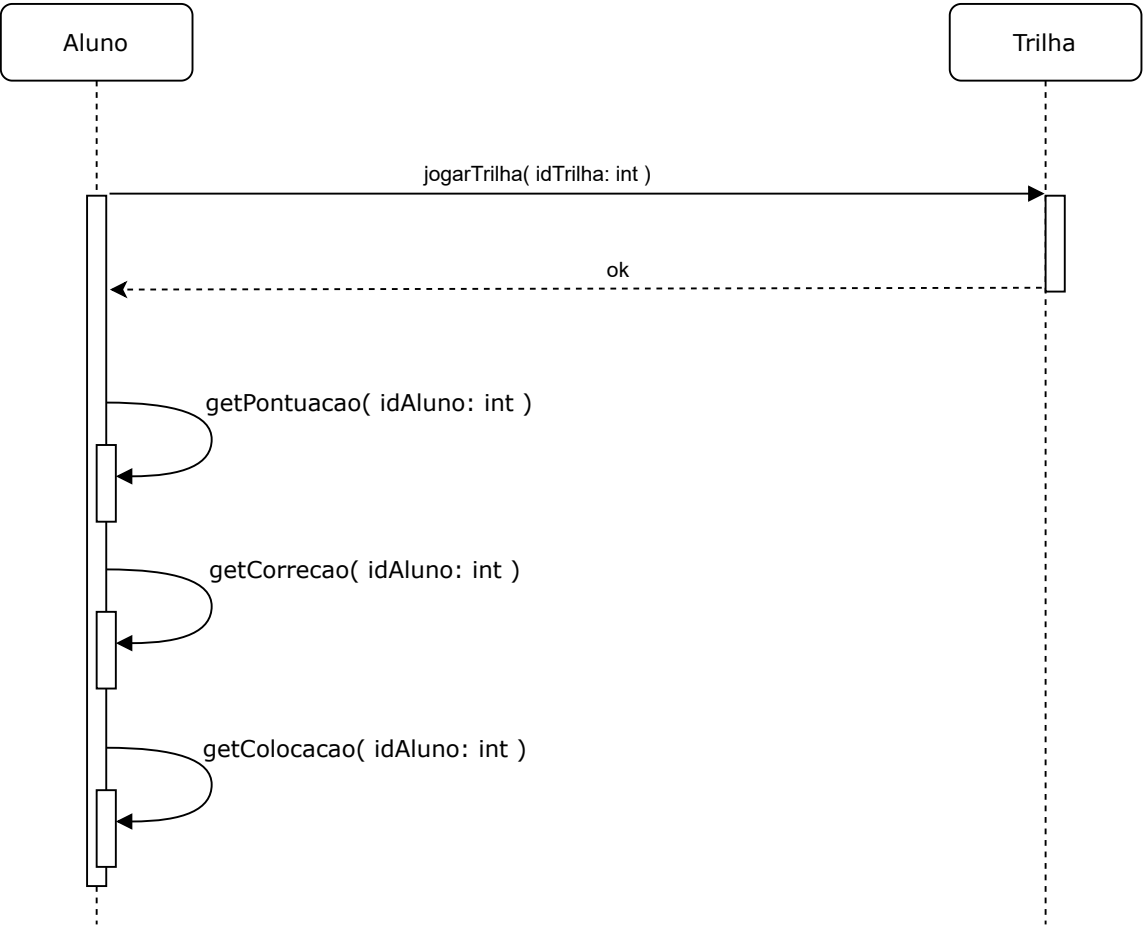 Aluno
Trilha
jogarTrilha( idTrilha: int )
ok
getPontuacao( idAluno: int )
getCorrecao( idAluno: int )
getColocacao( idAluno: int )